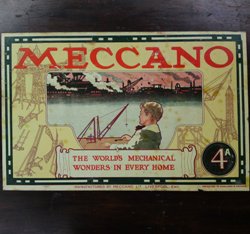 MECCANO
4A
THE WORLD'S MECHANICAL
WONDERS IN EVERY HOME
MANUFACTURED BY MECCANO LTD. LIVERPOOL, ENG.